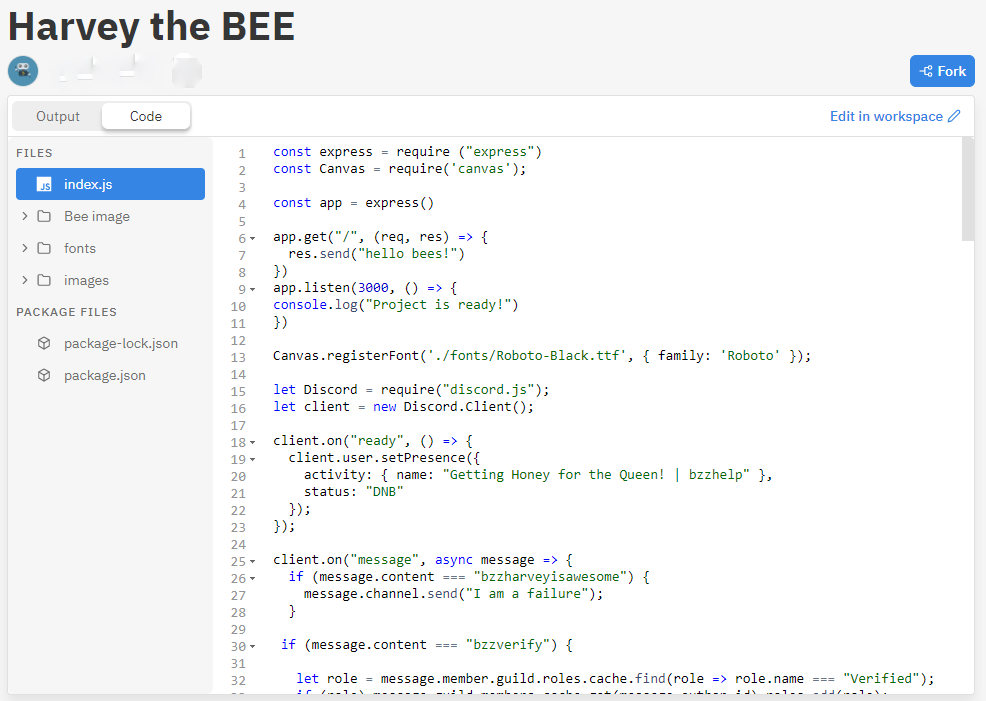 Harvey the BEE
Fork
Output
Code
Edit in workspace
FILES
JS index.js
Bee image
fonts
images
PACKAGE FILES
package-lock.json
package.json
1 const express = require ("express")
2 const Canvas = require('canvas');
3
4 const app = express()
5
6 app.get("/", (req, res) => {
7 res.send("hello bees!")
8 })
9 app.listen(3000, () => {
10 console.log("Project is ready!")
11 })
12
13 Canvas.registerFont('./fonts/Roboto-Black.ttf', { family: 'Roboto' });
14
15 let Discord = require("discord.js");
16 let client = new Discord.Client();
17
18 client.on("ready", () => {
19 client.user.setPresence({
20 activity: { name: "Getting Honey for the Queen! | bzzhelp" },
21 status: "DNB"
22 });
23 });
24
25 client.on("message", async message => {
26 if (message.content === "bzzharveyisawesome") {
27 message.channel.send("I am a failure");
28 }
29
30 if (message.content === "bzzverify") {
31
32 let role = message.member.guild.roles.cache.find(role => role.name === "Verified");